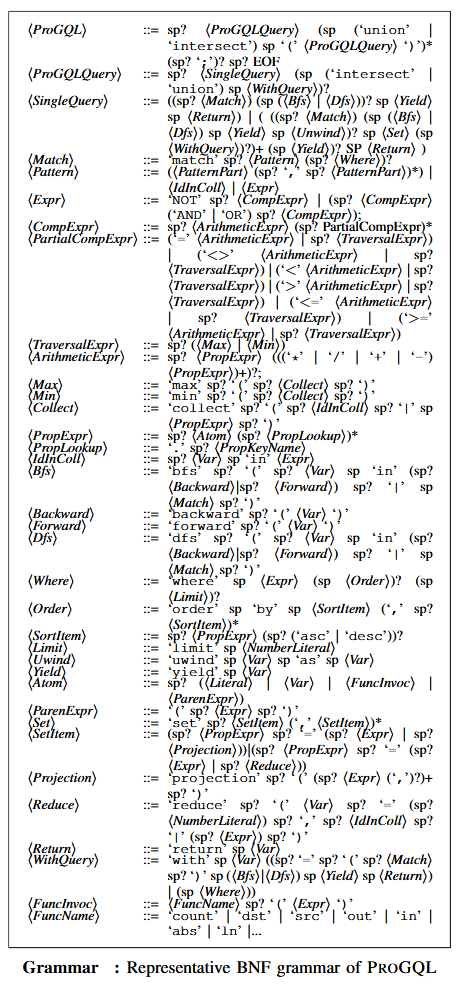 ⟨ProGQL⟩ ::= sp? ⟨ProGQLQuery⟩ (sp (‘union’ |
‘intersect’) sp ‘(’ ⟨ProGQLQuery⟩ ‘)’)*
(sp? ‘;’)? sp? EOF
⟨ProGQLQuery⟩ ::= sp? ⟨SingleQuery⟩ (sp (‘intersect’ |
‘union’) sp ⟨WithQuery⟩)?
⟨SingleQuery⟩ ::= ((sp? ⟨Match⟩) (sp (⟨Bfs⟩ | ⟨Dfs⟩))? sp ⟨Yield⟩
sp ⟨Return⟩) | ( ((sp? ⟨Match⟩) (sp (⟨Bfs⟩ |
⟨Dfs⟩) sp ⟨Yield⟩ sp ⟨Unwind⟩)? sp ⟨Set⟩ (sp
⟨WithQuery⟩)?)+ (sp ⟨Yield⟩)? SP ⟨Return⟩ )
⟨Match⟩ ::= ‘match’ sp? ⟨Pattern⟩ (sp? ⟨Where⟩)?
⟨Pattern⟩ ::= (⟨PatternPart⟩ (sp? ‘,’ sp? ⟨PatternPart⟩)*) |
⟨IdInColl⟩ | ⟨Expr⟩
⟨Expr⟩ ::= ‘NOT’ sp? ⟨CompExpr⟩ | (sp? ⟨CompExpr⟩
(‘AND’ | ‘OR’) sp? ⟨CompExpr⟩);
⟨CompExpr⟩ ::= sp? ⟨ArithmeticExpr⟩ (sp? PartialCompExpr)*
⟨PartialCompExpr⟩ ::= (‘=’ ⟨ArithmeticExpr⟩ | sp? ⟨TraversalExpr⟩)
| (‘<>’ ⟨ArithmeticExpr⟩ | sp?
⟨TraversalExpr⟩) | (‘<’ ⟨ArithmeticExpr⟩ | sp?
⟨TraversalExpr⟩) | (‘>’ ⟨ArithmeticExpr⟩ | sp?
⟨TraversalExpr⟩) | (‘<=’ ⟨ArithmeticExpr⟩
| sp? ⟨TraversalExpr⟩) | (‘>=’
⟨ArithmeticExpr⟩ | sp? ⟨TraversalExpr⟩)
⟨TraversalExpr⟩ ::= sp? (⟨Max⟩ | ⟨Min⟩)
⟨ArithmeticExpr⟩ ::= sp? ⟨PropExpr⟩ (((‘*’ | ‘/’ | ‘+’ | ‘-’)
⟨PropExpr⟩)+)?;
⟨Max⟩ ::= ‘max’ sp? ‘(’ sp? ⟨Collect⟩ sp? ‘)’
⟨Min⟩ ::= ‘min’ sp? ‘(’ sp? ⟨Collect⟩ sp? ‘)’
⟨Collect⟩ ::= ‘collect’ sp? ‘(’ ⟨IdInColl⟩ sp? ‘|’ sp
⟨PropExpr⟩ sp? ‘)’
⟨PropExpr⟩ ::= sp? ⟨Atom⟩ (sp? ⟨PropLookup⟩)*
⟨PropLookup⟩ ::= ‘.’ sp? ⟨PropKeyName⟩
⟨IdInColl⟩ ::= sp? ⟨Var⟩ sp ‘in’ ⟨Expr⟩
⟨Bfs⟩ ::= ‘bfs’ sp? ‘(’ sp? ⟨Var⟩ sp ‘in’ (sp?
⟨Backward⟩|sp? ⟨Forward⟩) sp? ‘|’ sp
⟨Match⟩ sp? ‘)’
⟨Backward⟩ ::= ‘backward’ sp? ‘(’ ⟨Var⟩ ‘)’
⟨Forward⟩ ::= ‘forward’ sp? ‘(’ ⟨Var⟩ ‘)’
⟨Dfs⟩ ::= ‘dfs’ sp? ‘(’ sp? ⟨Var⟩ sp ‘in’ (sp?
⟨Backward⟩|sp? ⟨Forward⟩) sp? ‘|’ sp
⟨Match⟩ sp? ‘)’
⟨Where⟩ ::= ‘where’ sp ⟨Expr⟩ (sp ⟨Order⟩)? (sp
⟨Limit⟩)?
⟨Order⟩ ::= ‘order’ sp ‘by’ sp ⟨SortItem⟩ (‘,’ sp?
⟨SortItem⟩)*
⟨SortItem⟩ ::= sp? ⟨PropExpr⟩ (sp? (‘asc’ | ‘desc’))?
⟨Limit⟩ ::= ‘limit’ sp ⟨NumberLiteral⟩
⟨Uwind⟩ ::= ‘uwind’ sp ⟨Var⟩ sp ‘as’ sp ⟨Var⟩
⟨Yield⟩ ::= ‘yield’ sp ⟨Var⟩
⟨Atom⟩ ::= sp? (⟨Literal⟩ | ⟨Var⟩ | ⟨FuncInvoc⟩ |
⟨ParenExpr⟩)
⟨ParenExpr⟩ ::= ‘(’ sp? ⟨Expr⟩ sp? ‘)’
⟨Set⟩ ::= ‘set’ sp? ⟨SetItem⟩ (‘,’ ⟨SetItem⟩)*
⟨SetItem⟩ ::= (sp? ⟨PropExpr⟩ sp? ‘=’ (sp? ⟨Expr⟩ | sp?
⟨Projection⟩))|(sp? ⟨PropExpr⟩ sp? ‘=’ (sp?
⟨Expr⟩ | sp? ⟨Reduce⟩))
⟨Projection⟩ ::= ‘projection’ sp? ‘(’ (sp? ⟨Expr⟩ (‘,’)?)+
sp? ‘)’
⟨Reduce⟩ ::= ‘reduce’ sp? ‘(’ ⟨Var⟩ sp? ‘=’ (sp?
⟨NumberLiteral⟩) sp? ‘,’ sp? ⟨IdInColl⟩ sp?
‘|’ (sp? ⟨Expr⟩) sp? ‘)’
⟨Return⟩ ::= ‘return’ sp ⟨Var⟩
⟨WithQuery⟩ ::= ‘with’ sp ⟨Var⟩ ((sp? ‘=’ sp? ‘(’ sp? ⟨Match⟩
sp? ‘)’ sp (⟨Bfs⟩|⟨Dfs⟩) sp ⟨Yield⟩ sp ⟨Return⟩)
| (sp ⟨Where⟩))
⟨FuncInvoc⟩ ::= ⟨FuncName⟩ sp? ‘(’ ⟨Expr⟩ ‘)’
⟨FuncName⟩ ::= ‘count’ | ‘dst’ | ‘src’ | ‘out’ | ‘in’ |
‘abs’ | ‘ln’ |...
Grammar : Representative BNF grammar of PROGQL